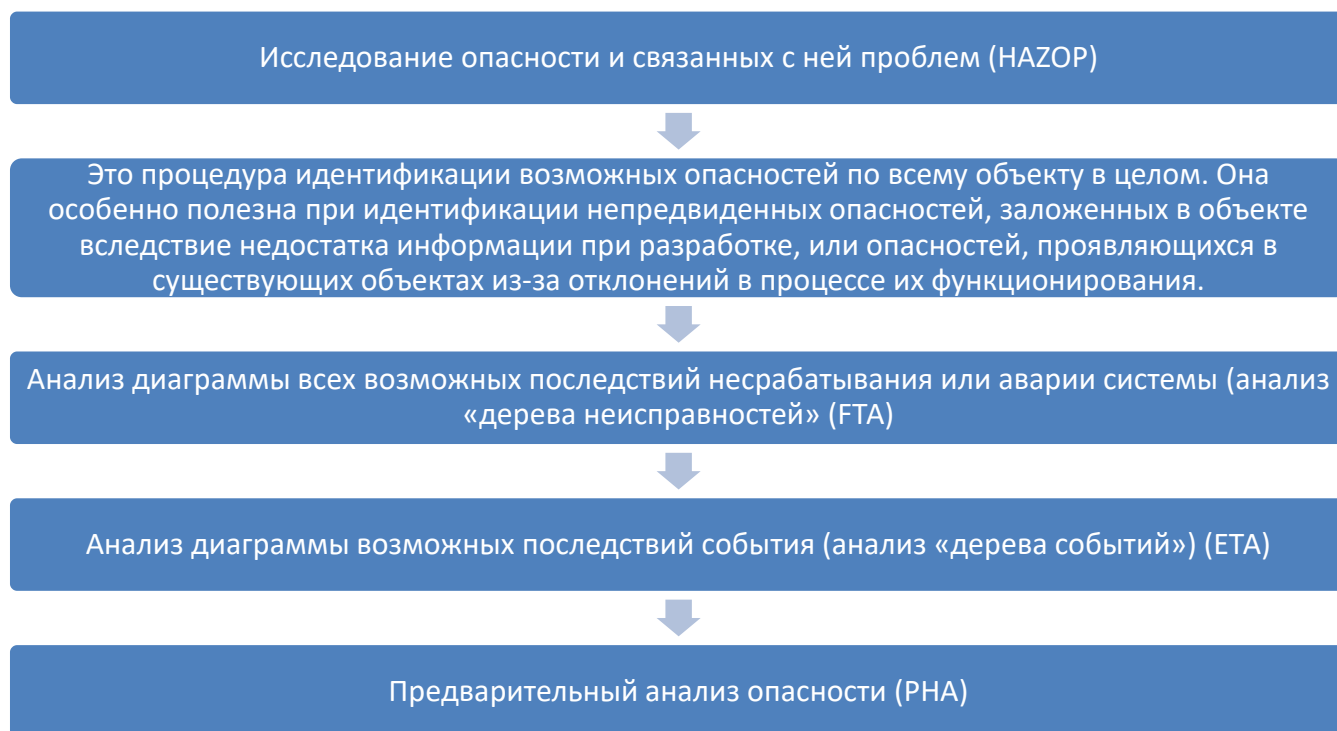 Исследование опасности и связанных с ней проблем (HAZOP)
Это процедура идентификации возможных опасностей по всему объекту в целом. Она
особенно полезна при идентификации непредвиденных опасностей, заложенных в объекте
вследствие недостатка информации при разработке, или опасностей, проявляющихся в
существующих объектах из-за отклонений в процессе их функционирования.
Анализ диаграммы всех возможных последствий несрабатывания или аварии системы (анализ
«дерева неисправностей» (FTA)
Анализ диаграммы возможных последствий события (анализ «дерева событий») (ETA)
Предварительный анализ опасности (PHA)